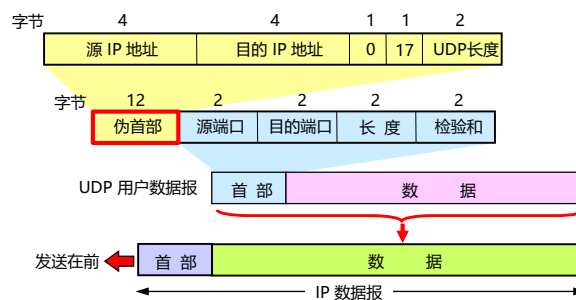 字节 4 4 1 1 2
源 IP 地址 目的 IP 地址 0 17 UDP长度
字节 12 2 2 2 2
伪首部 源端口 目的端口 长 度 检验和
UDP 用户数据报 首 部 数 据
发送在前 首 部 数 据
IP 数据报